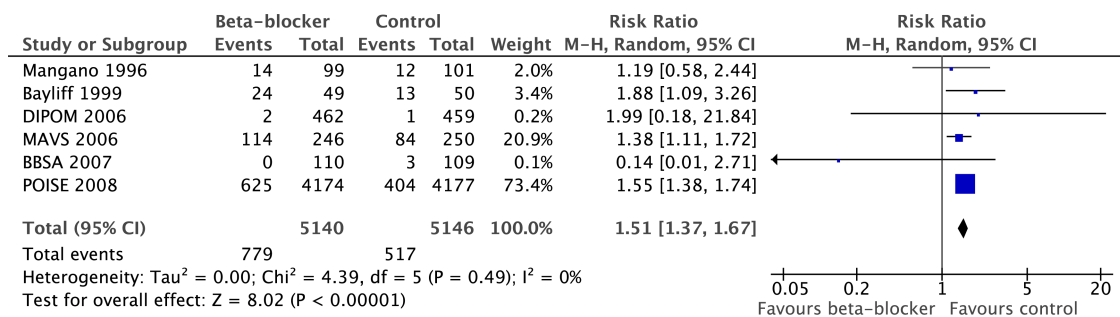 Beta-blocker Control Risk Ratio Risk Ratio
Study or Subgroup Events Total Events Total Weight M-H, Random, 95% CI M-H, Random, 95% CI
Mangano 1996 14 99 12 101 2.0% 1.19 [0.58, 2.44]
Bayliff 1999 24 49 13 50 3.4% 1.88 [1.09, 3.26]
DIPOM 2006 2 462 1 459 0.2% 1.99 [0.18, 21.84]
MAVS 2006 114 246 84 250 20.9% 1.38 [1.11, 1.72]
BBSA 2007 0 110 3 109 0.1% 0.14 [0.01, 2.71]
POISE 2008 625 4174 404 4177 73.4% 1.55 [1.38, 1.74]
Total (95% CI) 5140 5146 100.0% 1.51 [1.37, 1.67]
Total events 779 517
Heterogeneity: Tau² = 0.00; Chi² = 4.39, df = 5 (P = 0.49); I² = 0%
Test for overall effect: Z = 8.02 (P < 0.00001)
0.05 0.2 1 5 20
Favours beta-blocker Favours control